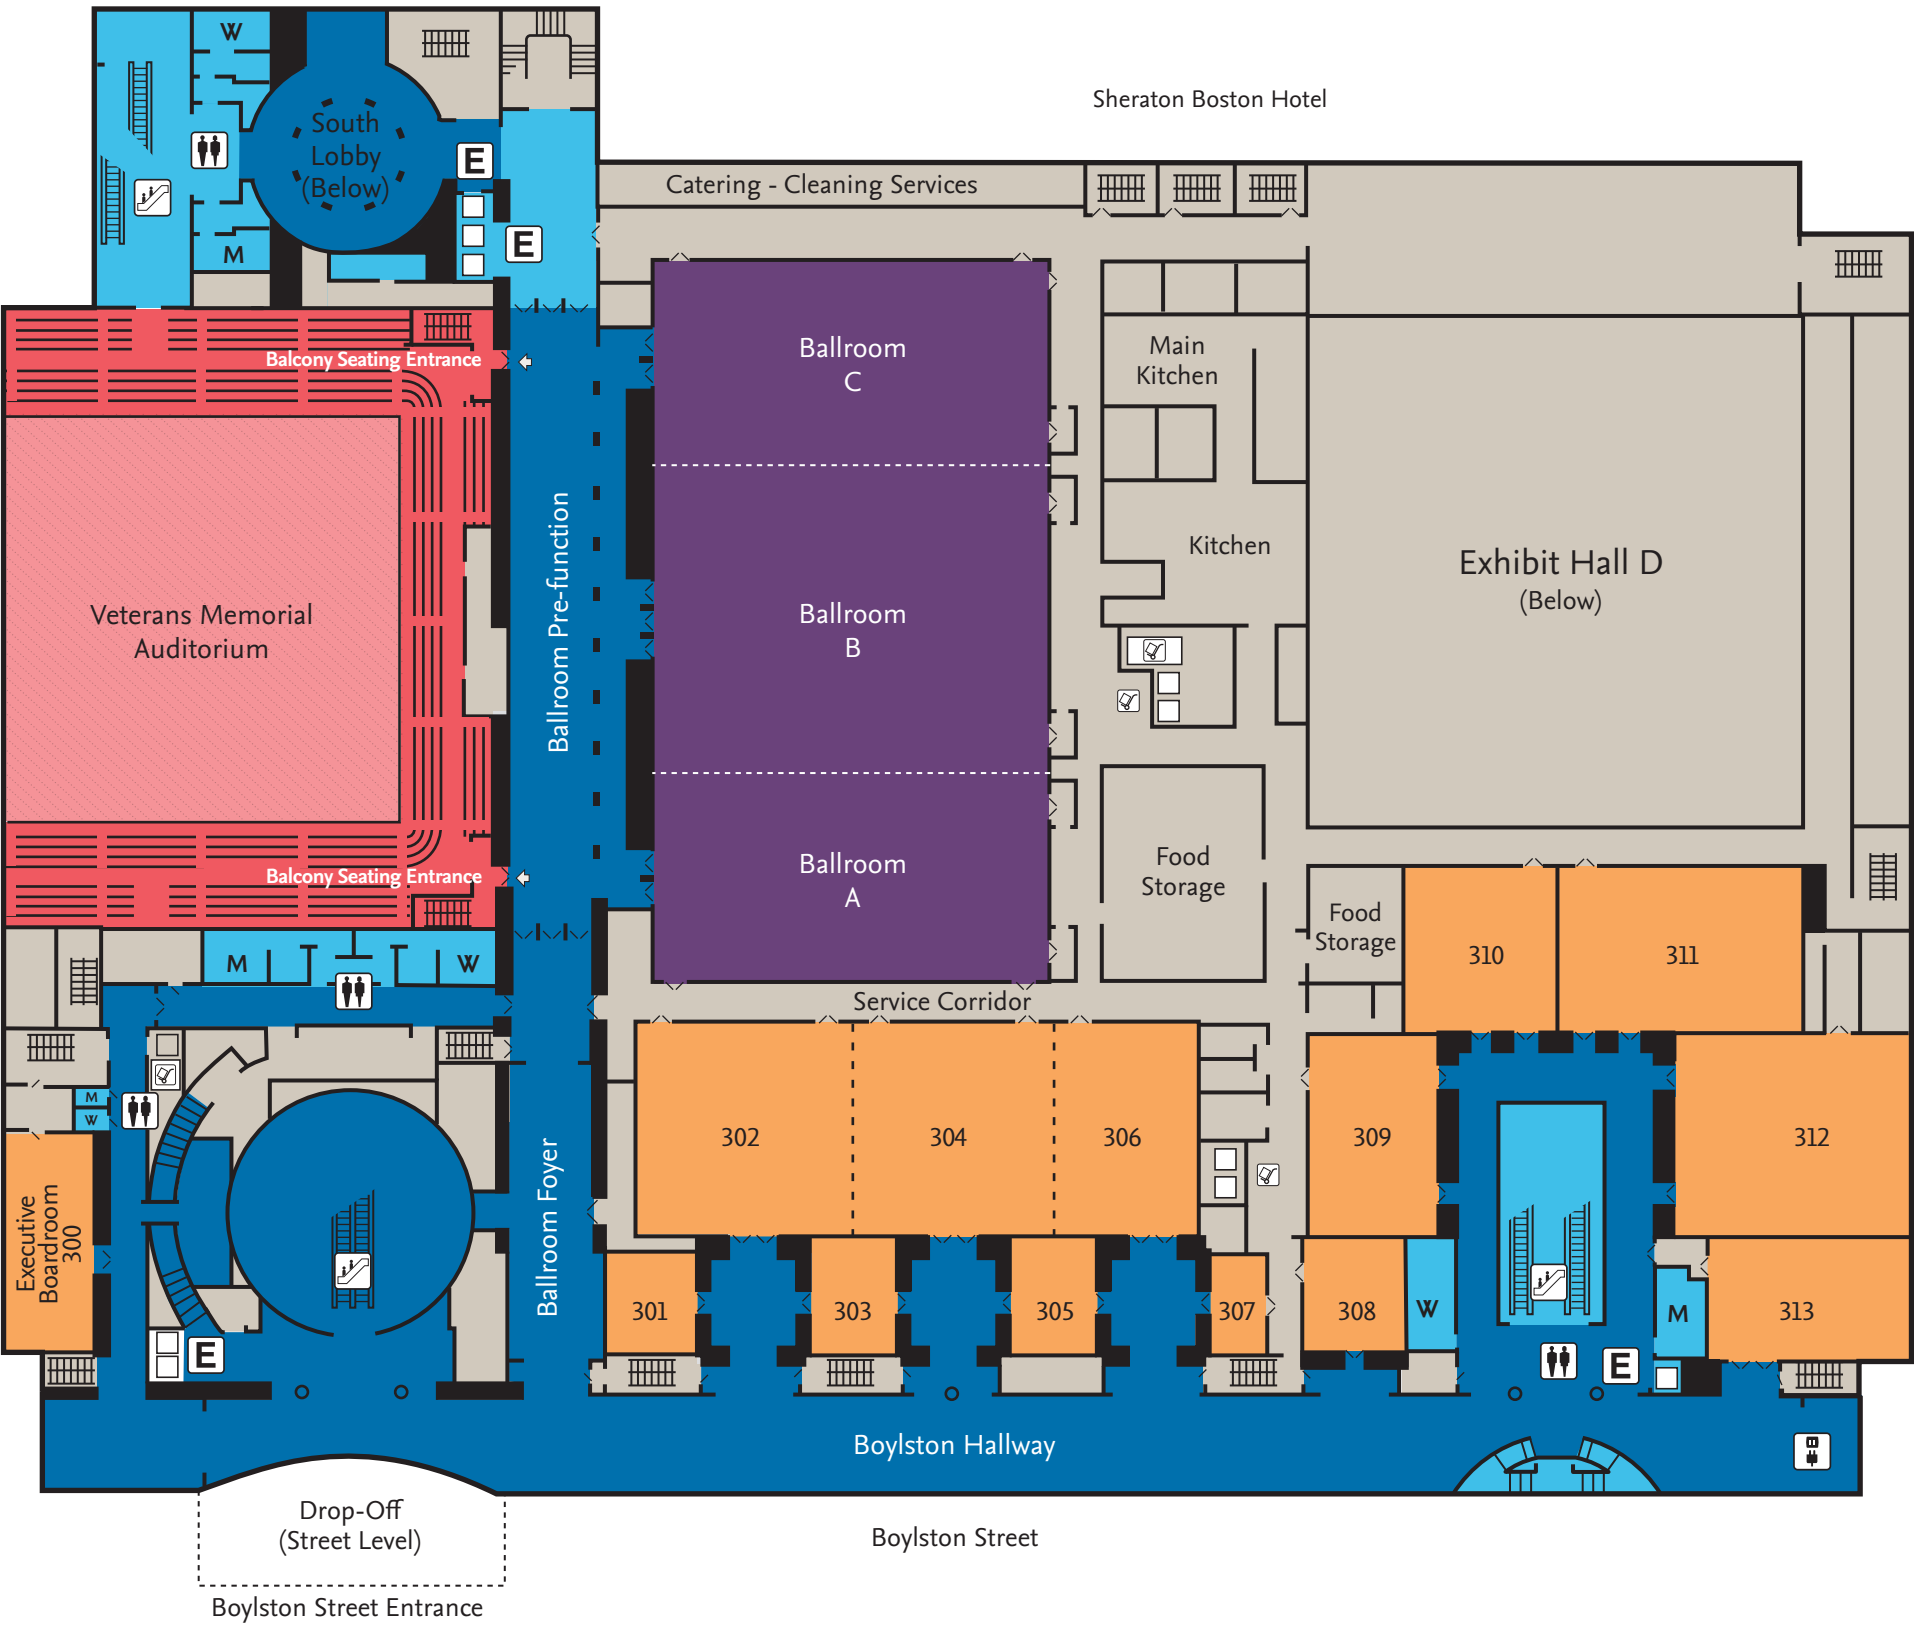 W
Sheraton Boston Hotel
South
Lobby
(Below)
E
Catering - Cleaning Services
M
E
Balcony Seating Entrance
Ballroom
C
Main
Kitchen
Ballroom Pre-function
Kitchen
Exhibit Hall D
(Below)
Veterans Memorial
Auditorium
Ballroom
B
Balcony Seating Entrance
Ballroom
A
Food
Storage
Food
Storage
M
W
310
311
Service Corridor
M
W
302
304
306
309
312
Executive
Boardroom
300
Ballroom Foyer
301
303
305
307
308
W
M
313
E
E
Boylston Hallway
Drop-Off
(Street Level)
Boylston Street
Boylston Street Entrance